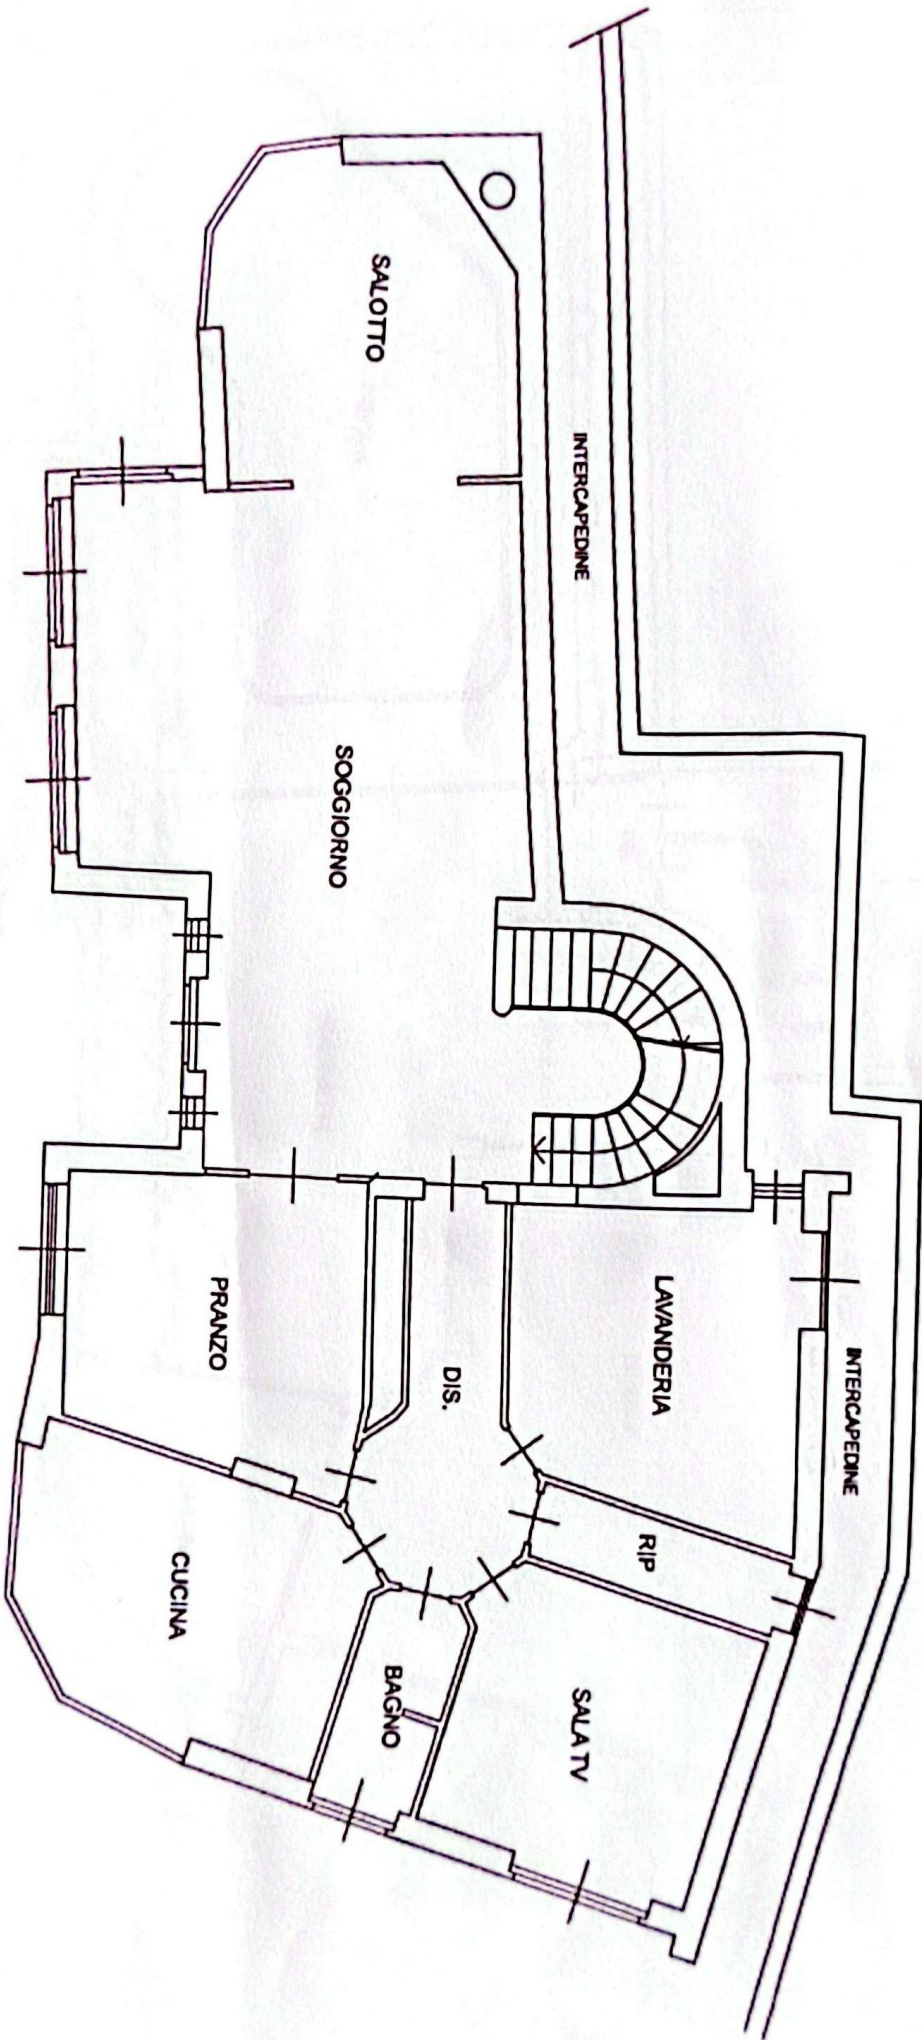 INTERCAPEDINE
SALOTTO
SOGGIORNO
INTERCAPEDINE
LAVANDERIA
DIS.
PRANZO
RIP
CUCINA
BAGNO
SALA TV